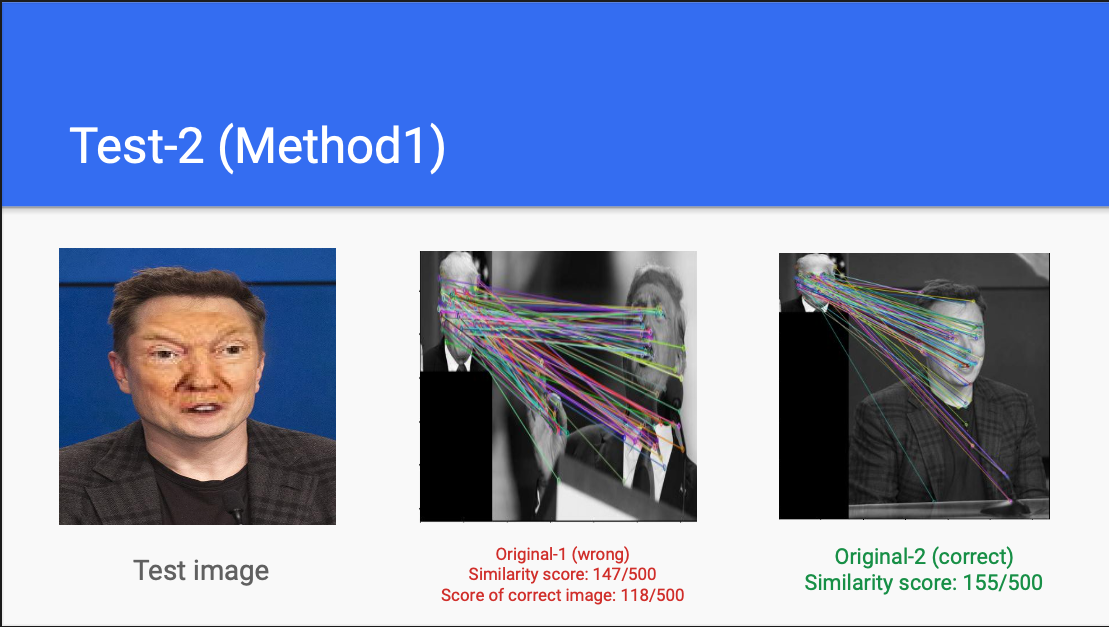 Test-2 (Method1)
Test image
Original-1 (wrong)
Similarity score: 147/500
Score of correct image: 118/500
Original-2 (correct)
Similarity score: 155/500